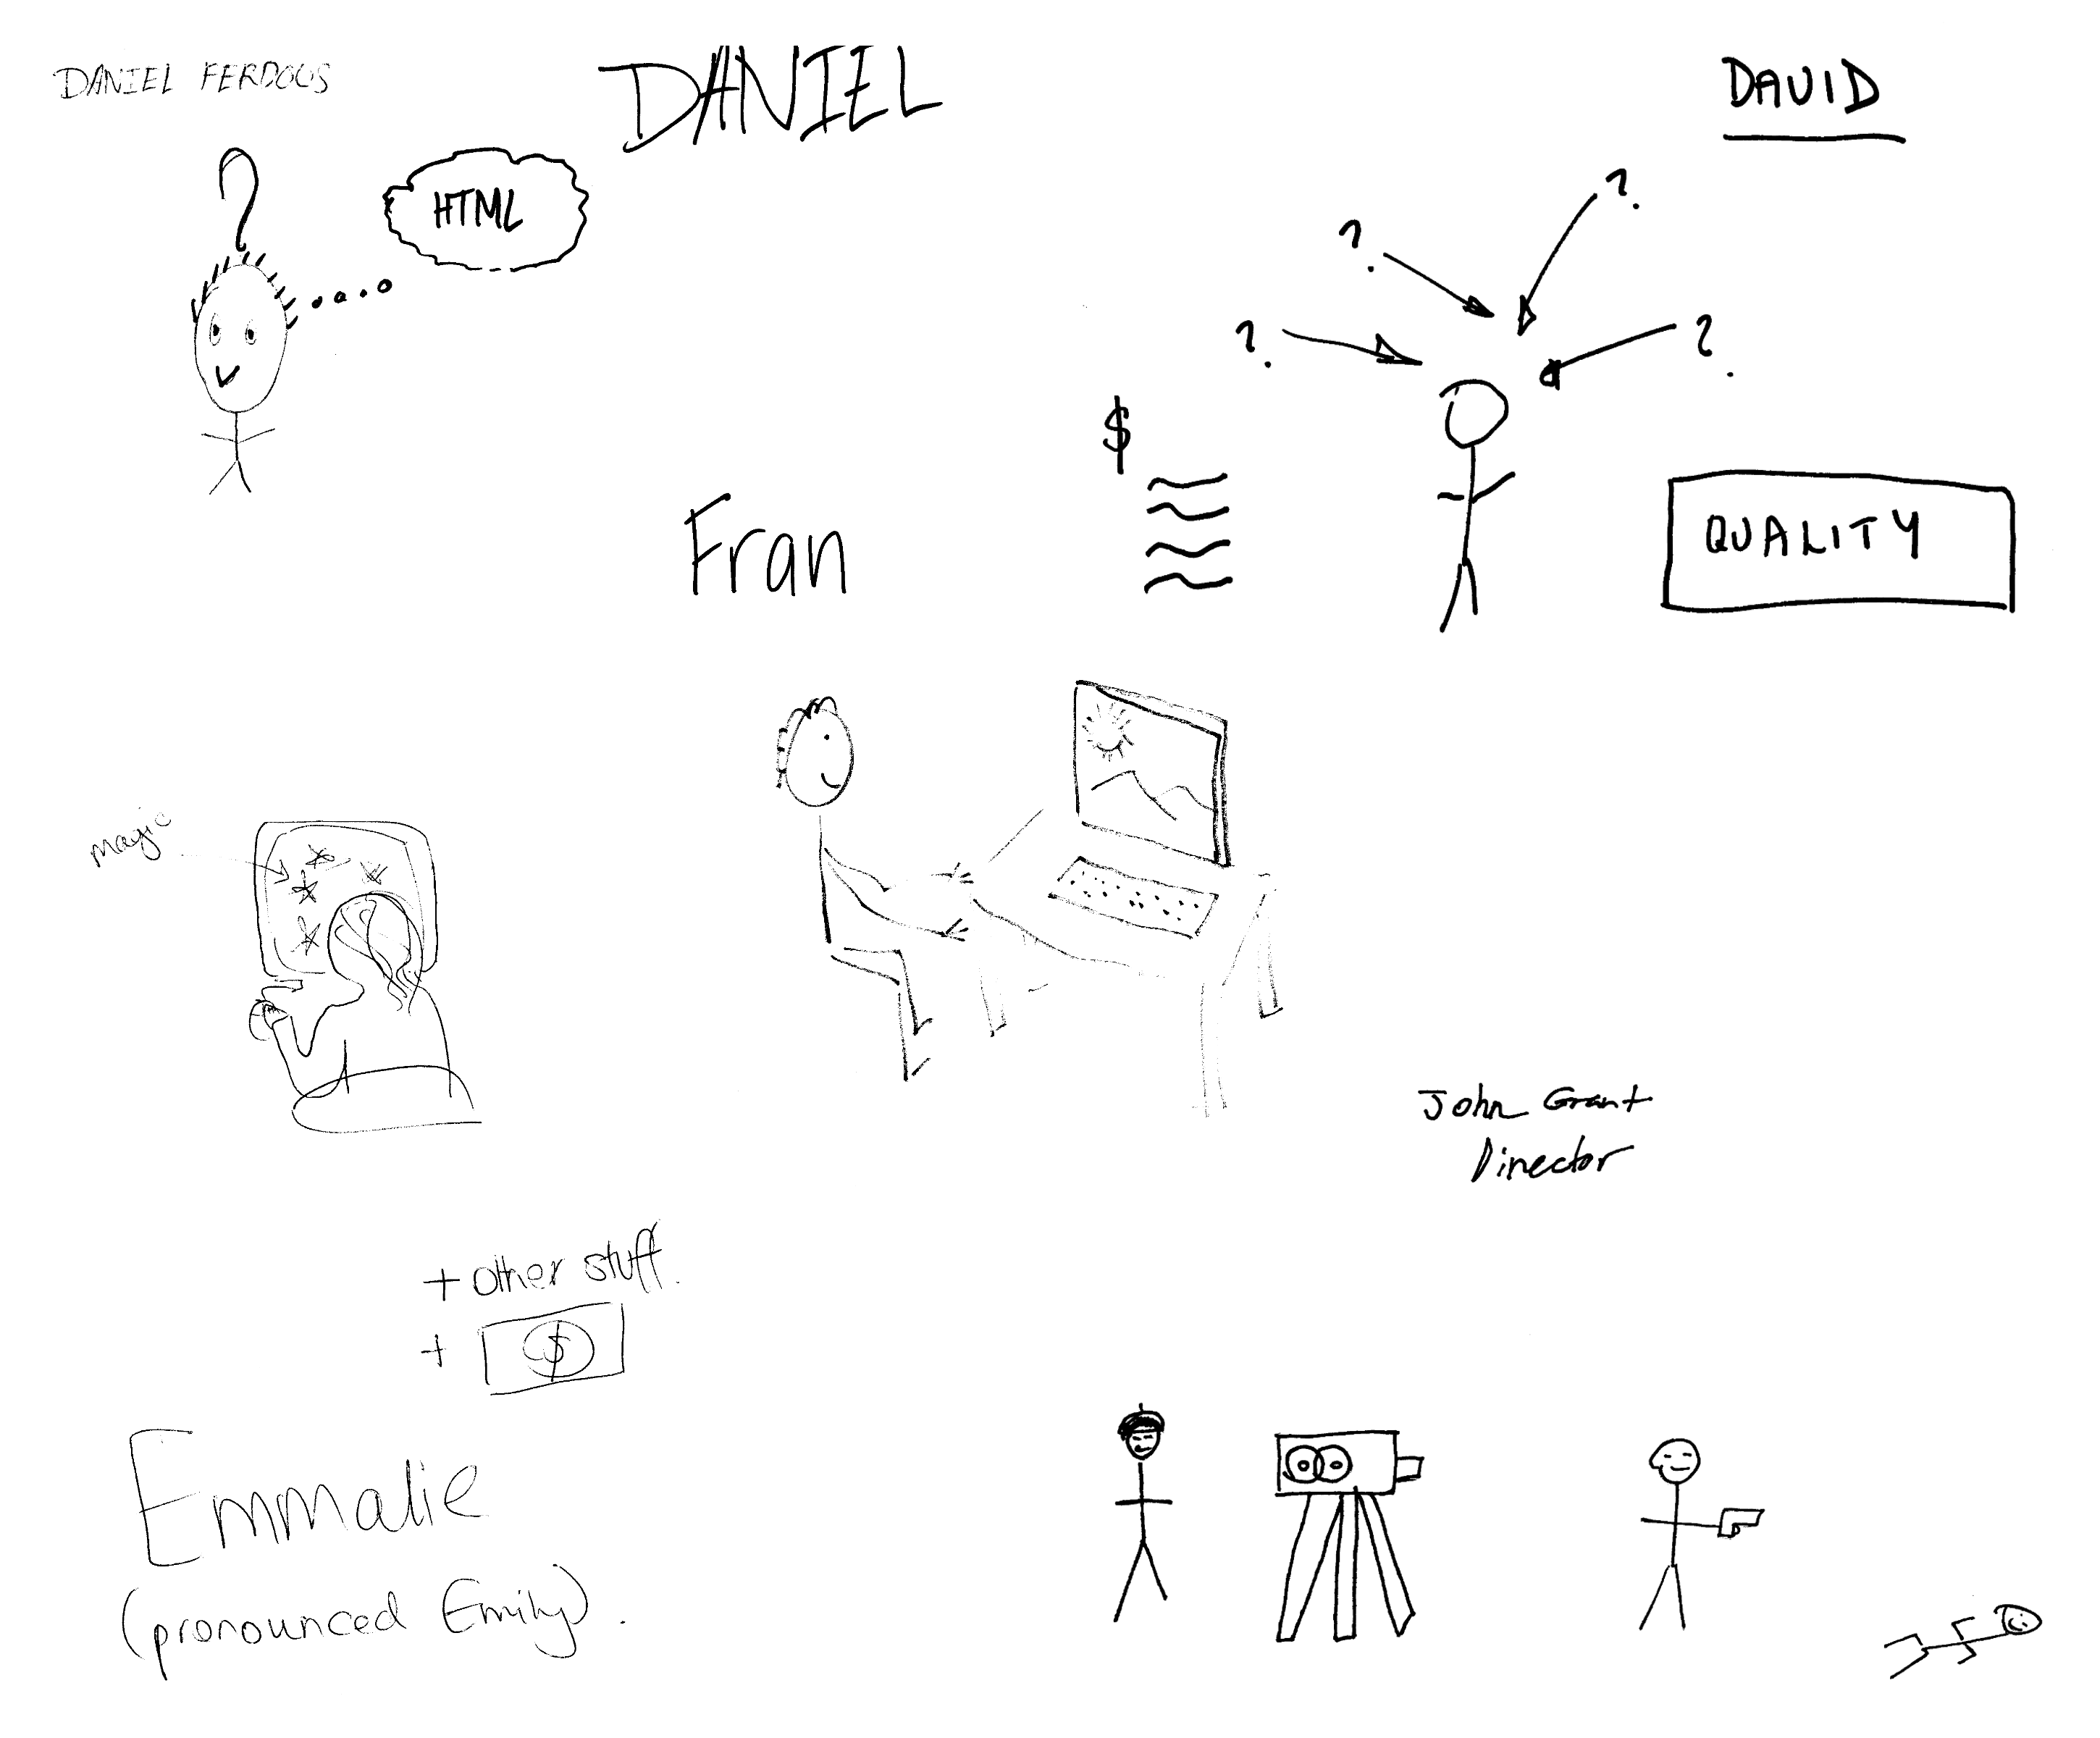 DANIEL FERDOUS
DANIEL
DAVID
?
HTML
?
?
?
?
$
Fran
QUALITY
magic
John Grant
Director
+ other stuff.
+ $
Emmalie
(pronounced Emily).